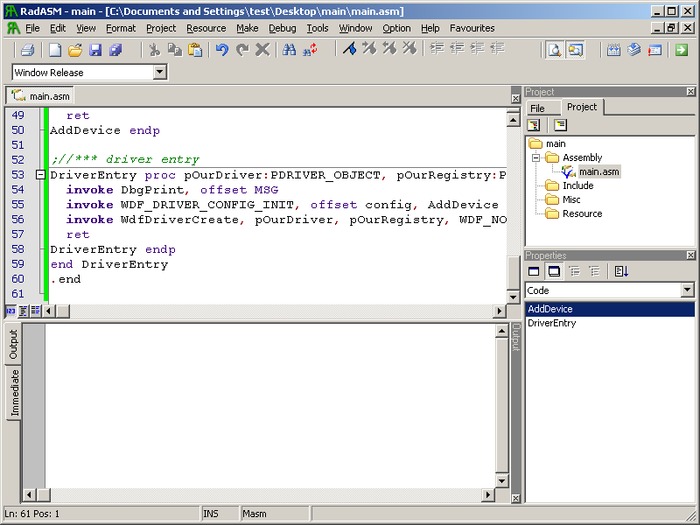 RadASM - main - [C:\Documents and Settings\test\Desktop\main\main.asm]
File Edit View Format Project Resource Make Debug Tools Window Option Help Favourites
Window Release
main.asm
49 ret
50 AddDevice endp
51
52 ;//*** driver entry
53 DriverEntry proc pOurDriver:PDRIVER_OBJECT, pOurRegistry:P
54 invoke DbgPrint, offset MSG
55 invoke WDF_DRIVER_CONFIG_INIT, offset config, AddDevice
56 invoke WdfDriverCreate, pOurDriver, pOurRegistry, WDF_NO
57 ret
58 DriverEntry endp
59 end DriverEntry
60 .end
61
123
Output
Immediate
Output
Project
File Project
main
Assembly
main.asm
Include
Misc
Resource
Properties
Code
AddDevice
DriverEntry
Ln: 61 Pos: 1 INS Masm